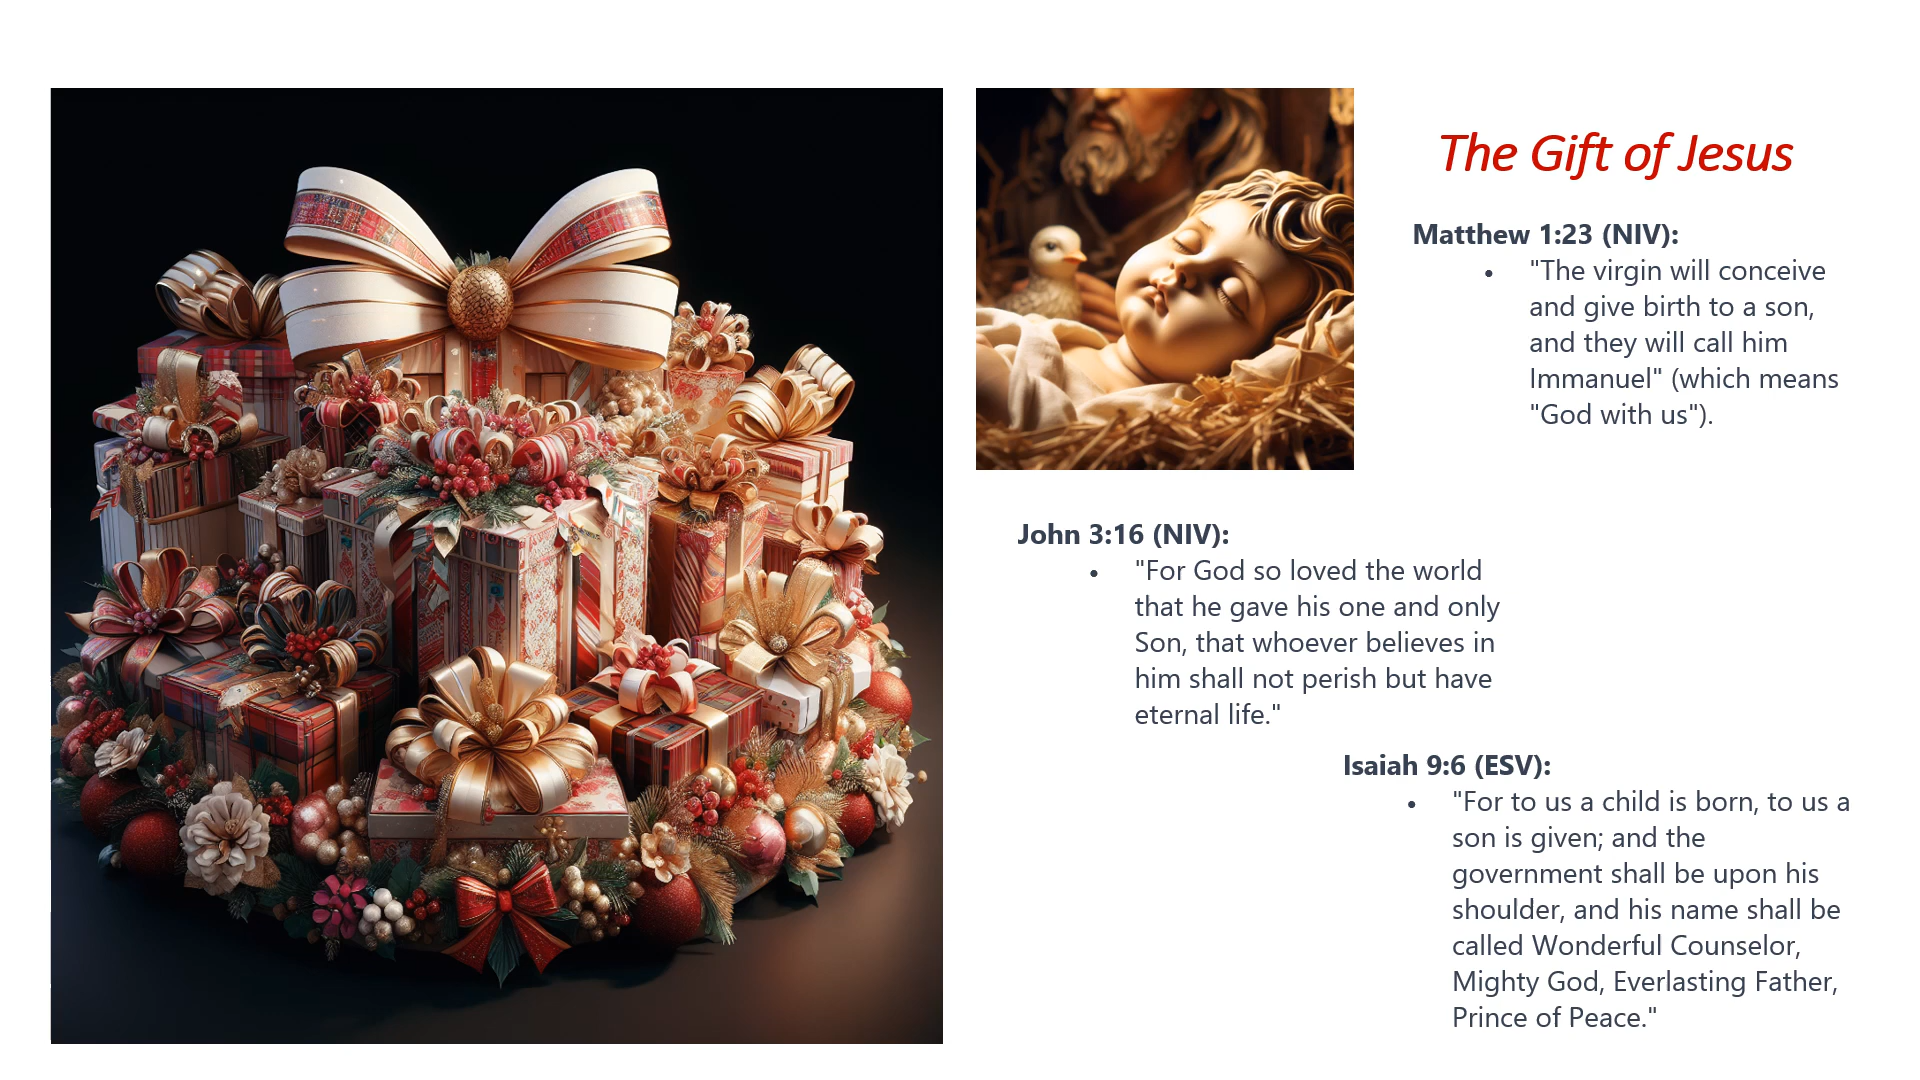 The Gift of Jesus
Matthew 1:23 (NIV):
• "The virgin will conceive
and give birth to a son,
and they will call him
Immanuel" (which means
"God with us").
John 3:16 (NIV):
• "For God so loved the world
that he gave his one and only
Son, that whoever believes in
him shall not perish but have
eternal life."
Isaiah 9:6 (ESV):
• "For to us a child is born, to us a
son is given; and the
government shall be upon his
shoulder, and his name shall be
called Wonderful Counselor,
Mighty God, Everlasting Father,
Prince of Peace."